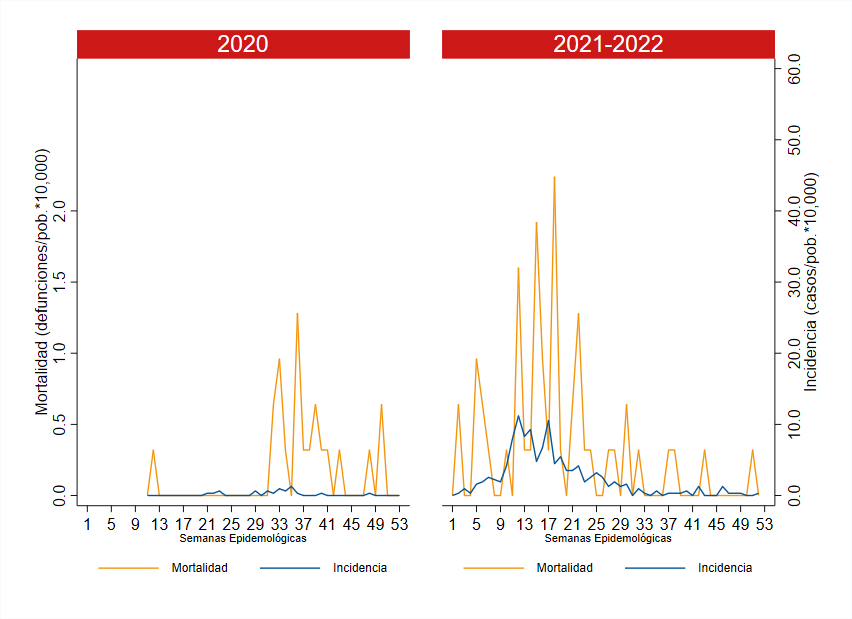 2020
2021-2022
Mortalidad (defunciones/pob.*10,000)
0.0 0.5 1.0 1.5 2.0
1 5 9 13 17 21 25 29 33 37 41 45 49 53
Semanas Epidemológicas
1 5 9 13 17 21 25 29 33 37 41 45 49 53
Semanas Epidemológicas
0.0 10.0 20.0 30.0 40.0 50.0 60.0
Incidencia (casos/pob.*10,000)
Mortalidad Incidencia
Mortalidad Incidencia